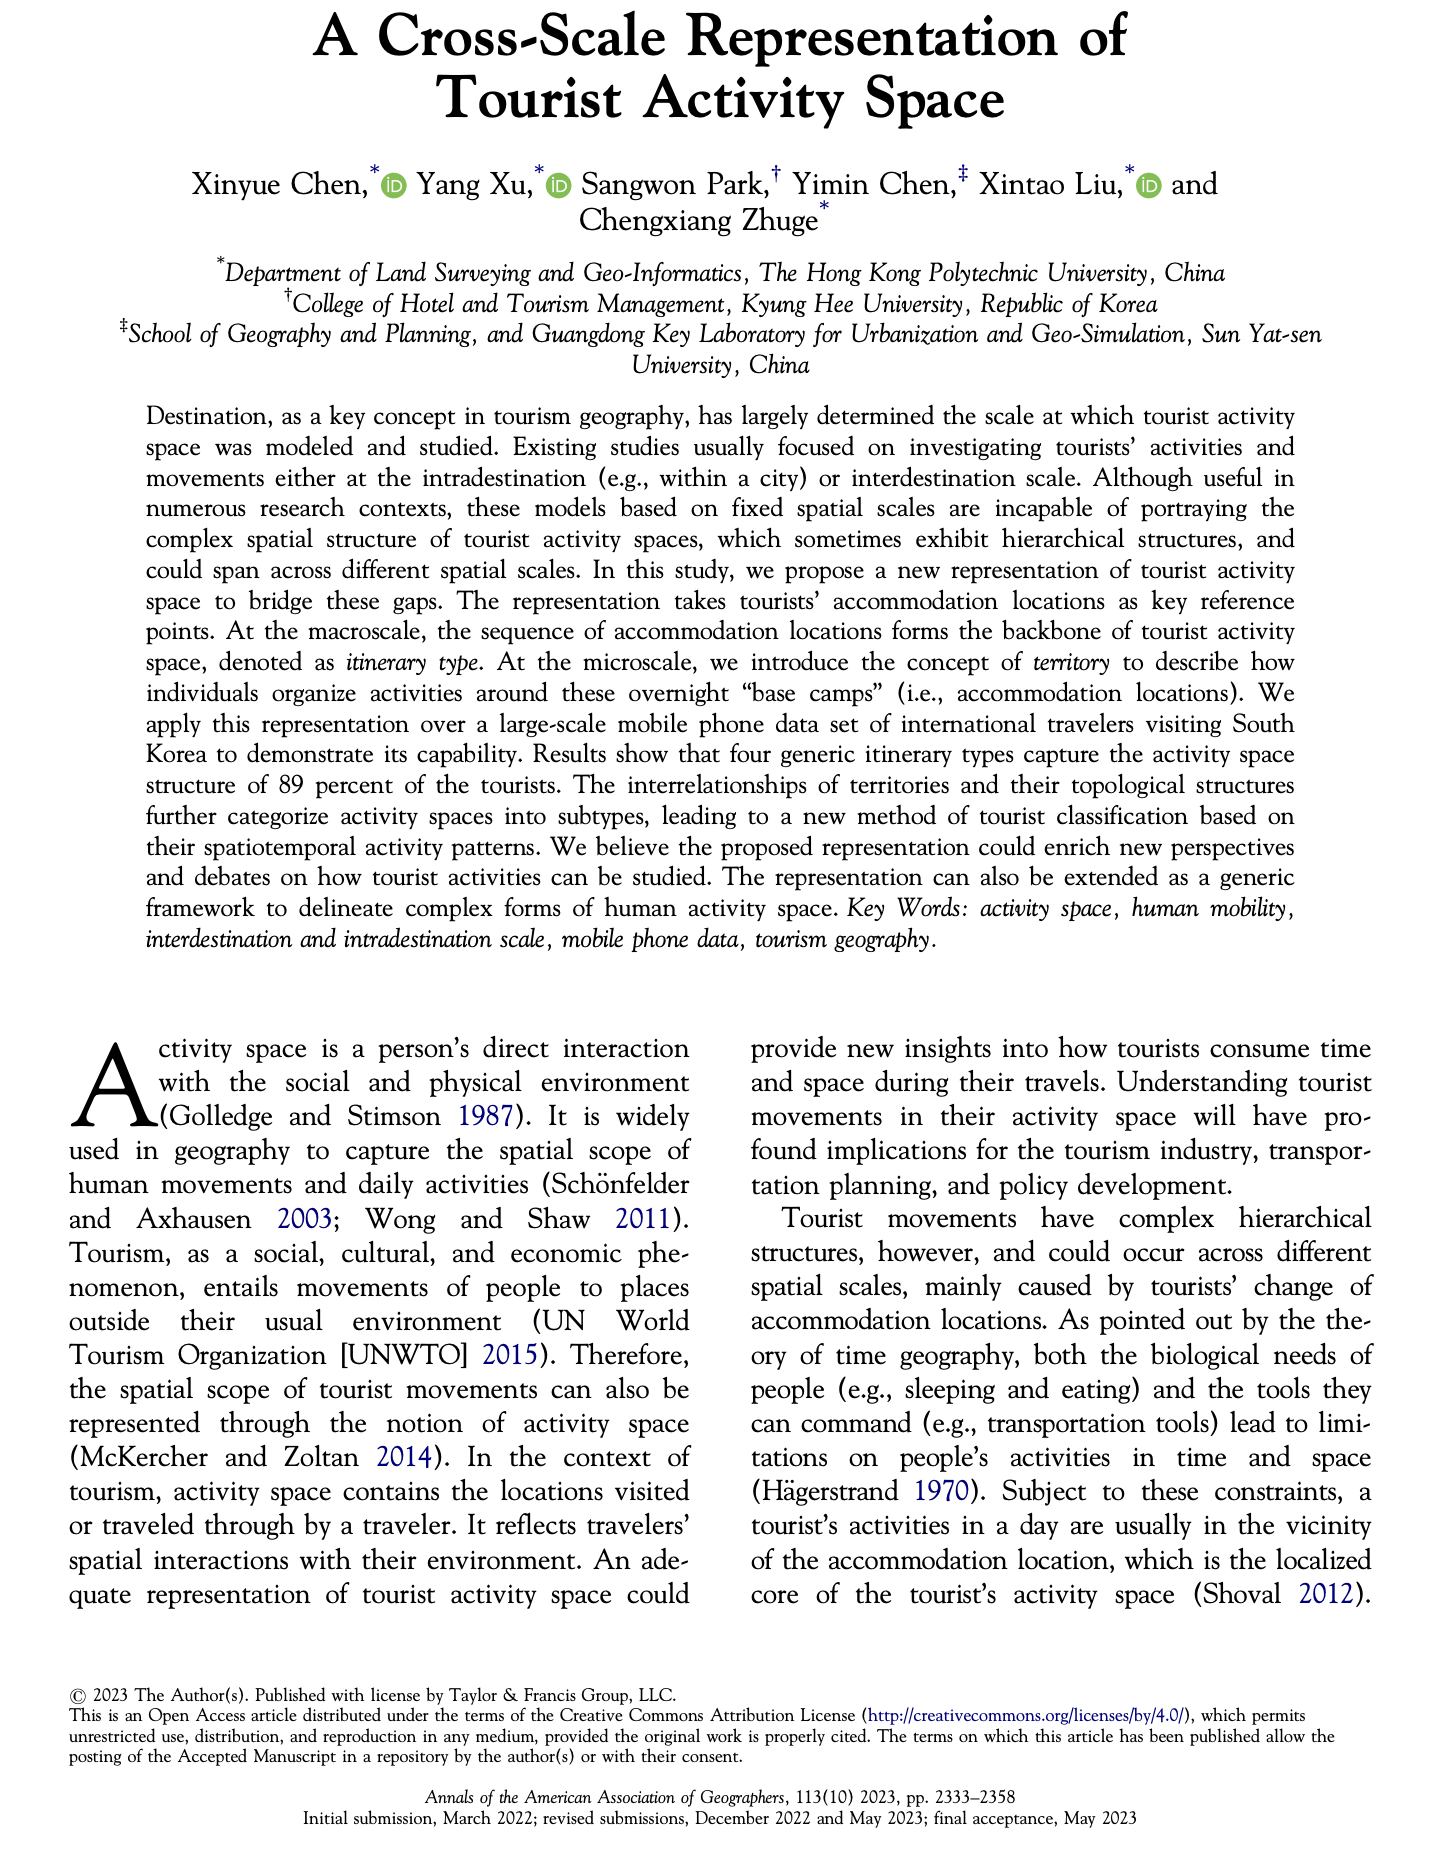 A Cross-Scale Representation of
Tourist Activity Space
Xinyue Chen,* iD Yang Xu,* iD Sangwon Park,† Yimin Chen,‡ Xintao Liu,* iD and
Chengxiang Zhuge*
*Department of Land Surveying and Geo-Informatics, The Hong Kong Polytechnic University, China
†College of Hotel and Tourism Management, Kyung Hee University, Republic of Korea
‡School of Geography and Planning, and Guangdong Key Laboratory for Urbanization and Geo-Simulation, Sun Yat-sen
University, China
Destination, as a key concept in tourism geography, has largely determined the scale at which tourist activity
space was modeled and studied. Existing studies usually focused on investigating tourists’ activities and
movements either at the intradestination (e.g., within a city) or interdestination scale. Although useful in
numerous research contexts, these models based on fixed spatial scales are incapable of portraying the
complex spatial structure of tourist activity spaces, which sometimes exhibit hierarchical structures, and
could span across different spatial scales. In this study, we propose a new representation of tourist activity
space to bridge these gaps. The representation takes tourists’ accommodation locations as key reference
points. At the macroscale, the sequence of accommodation locations forms the backbone of tourist activity
space, denoted as itinerary type. At the microscale, we introduce the concept of territory to describe how
individuals organize activities around these overnight “base camps” (i.e., accommodation locations). We
apply this representation over a large-scale mobile phone data set of international travelers visiting South
Korea to demonstrate its capability. Results show that four generic itinerary types capture the activity space
structure of 89 percent of the tourists. The interrelationships of territories and their topological structures
further categorize activity spaces into subtypes, leading to a new method of tourist classification based on
their spatiotemporal activity patterns. We believe the proposed representation could enrich new perspectives
and debates on how tourist activities can be studied. The representation can also be extended as a generic
framework to delineate complex forms of human activity space. Key Words: activity space, human mobility,
interdestination and intradestination scale, mobile phone data, tourism geography.
Activity space is a person’s direct interaction
with the social and physical environment
(Golledge and Stimson 1987). It is widely
used in geography to capture the spatial scope of
human movements and daily activities (Schönfelder
and Axhausen 2003; Wong and Shaw 2011).
Tourism, as a social, cultural, and economic phe-
nomenon, entails movements of people to places
outside their usual environment (UN World
Tourism Organization [UNWTO] 2015). Therefore,
the spatial scope of tourist movements can also be
represented through the notion of activity space
(McKercher and Zoltan 2014). In the context of
tourism, activity space contains the locations visited
or traveled through by a traveler. It reflects travelers’
spatial interactions with their environment. An ade-
quate representation of tourist activity space could
provide new insights into how tourists consume time
and space during their travels. Understanding tourist
movements in their activity space will have pro-
found implications for the tourism industry, transpor-
tation planning, and policy development.
Tourist movements have complex hierarchical
structures, however, and could occur across different
spatial scales, mainly caused by tourists’ change of
accommodation locations. As pointed out by the the-
ory of time geography, both the biological needs of
people (e.g., sleeping and eating) and the tools they
can command (e.g., transportation tools) lead to limi-
tations on people’s activities in time and space
(Hägerstrand 1970). Subject to these constraints, a
tourist’s activities in a day are usually in the vicinity
of the accommodation location, which is the localized
core of the tourist’s activity space (Shoval 2012).
© 2023 The Author(s). Published with license by Taylor & Francis Group, LLC.
This is an Open Access article distributed under the terms of the Creative Commons Attribution License (http://creativecommons.org/licenses/by/4.0/), which permits
unrestricted use, distribution, and reproduction in any medium, provided the original work is properly cited. The terms on which this article has been published allow the
posting of the Accepted Manuscript in a repository by the author(s) or with their consent.
Annals of the American Association of Geographers, 113(10) 2023, pp. 2333–2358
Initial submission, March 2022; revised submissions, December 2022 and May 2023; final acceptance, May 2023